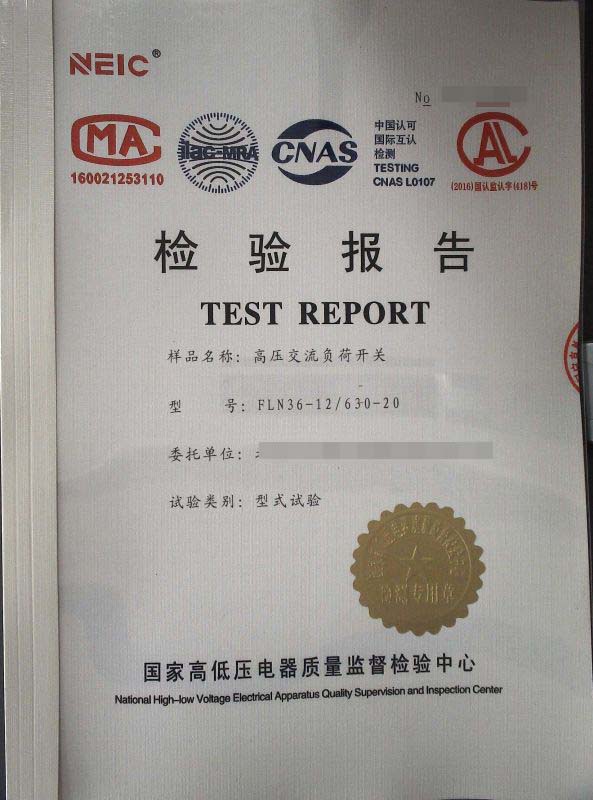 NEIC®
No
CMA
160021253110
ilac-MRA
CNAS
中国认可
国际互认
检测
TESTING
CNAS L0107
CAL
(2016)国认监认字(418)号
检验报告
TEST REPORT
样品名称：高压交流负荷开关
型号：FLN36-12/630-20
委托单位：
试验类别：型式试验
专用章
国家高低压电器质量监督检验中心
National High-low Voltage Electrical Apparatus Quality Supervision and Inspection Center